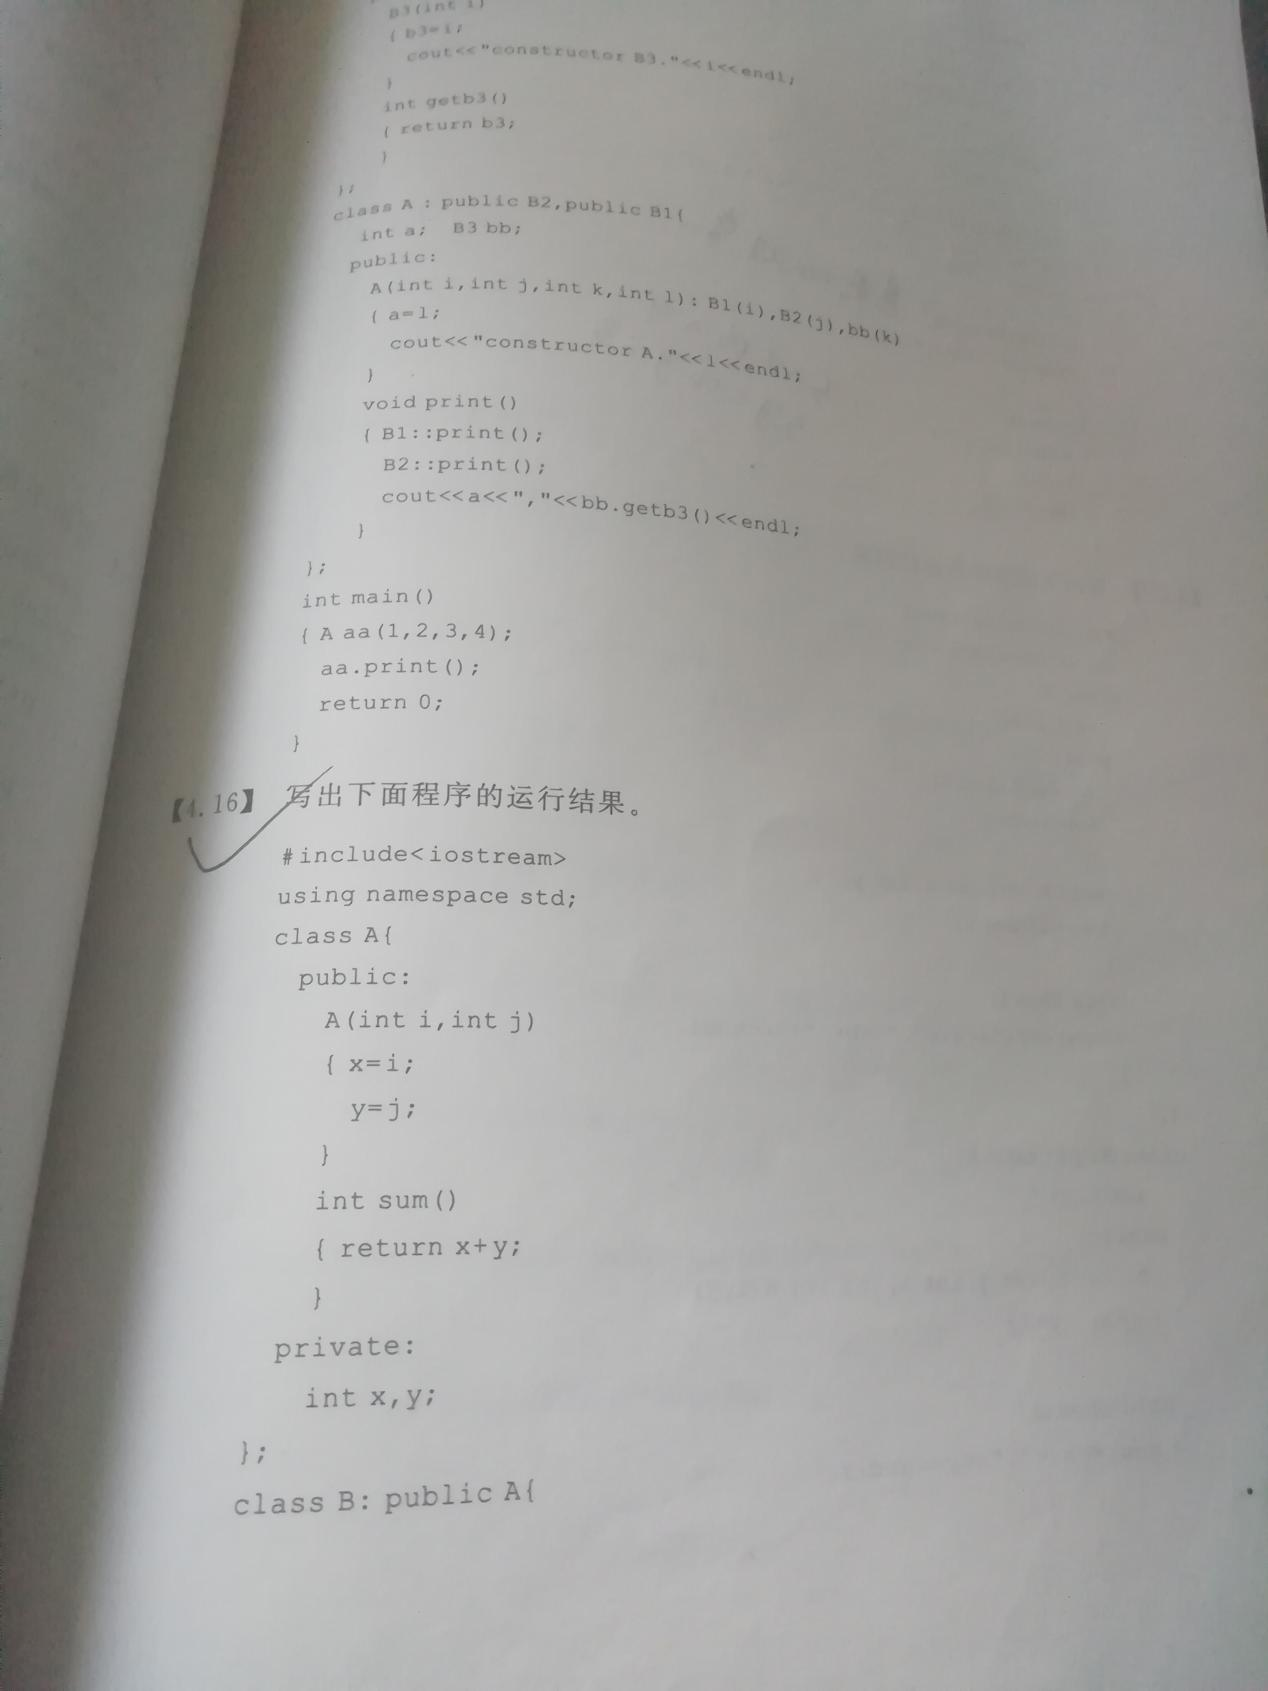 B3(int i)
{ b3=i;
cout<<"constructor B3."<<i<<endl;
}
int getb3()
{ return b3;
}
};
class A : public B2,public B1{
int a; B3 bb;
public:
A(int i,int j,int k,int l): B1(i),B2(j),bb(k)
{ a=l;
cout<<"constructor A."<<l<<endl;
}
void print()
{ B1::print();
B2::print();
cout<<a<<","<<bb.getb3()<<endl;
}
};
int main()
{ A aa(1,2,3,4);
aa.print();
return 0;
}
【4.16】 写出下面程序的运行结果。
#include<iostream>
using namespace std;
class A{
public:
A(int i,int j)
{ x=i;
y=j;
}
int sum()
{ return x+y;
}
private:
int x,y;
};
class B: public A{